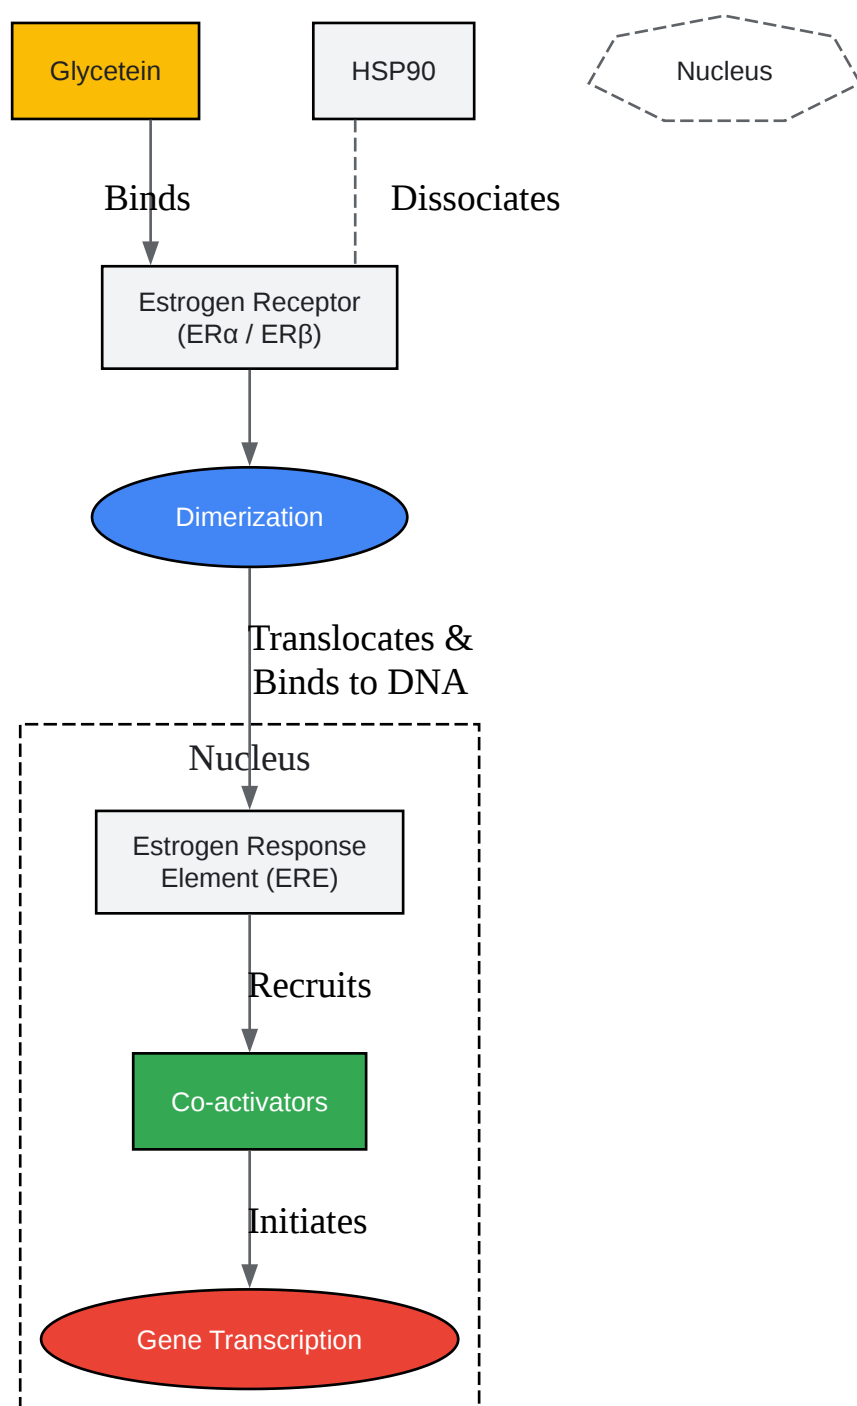 Glycetein
HSP90
Nucleus
Binds
Dissociates
Estrogen Receptor
(ERα / ERβ)
Dimerization
Translocates &
Binds to DNA
Nucleus
Estrogen Response
Element (ERE)
Recruits
Co-activators
Initiates
Gene Transcription